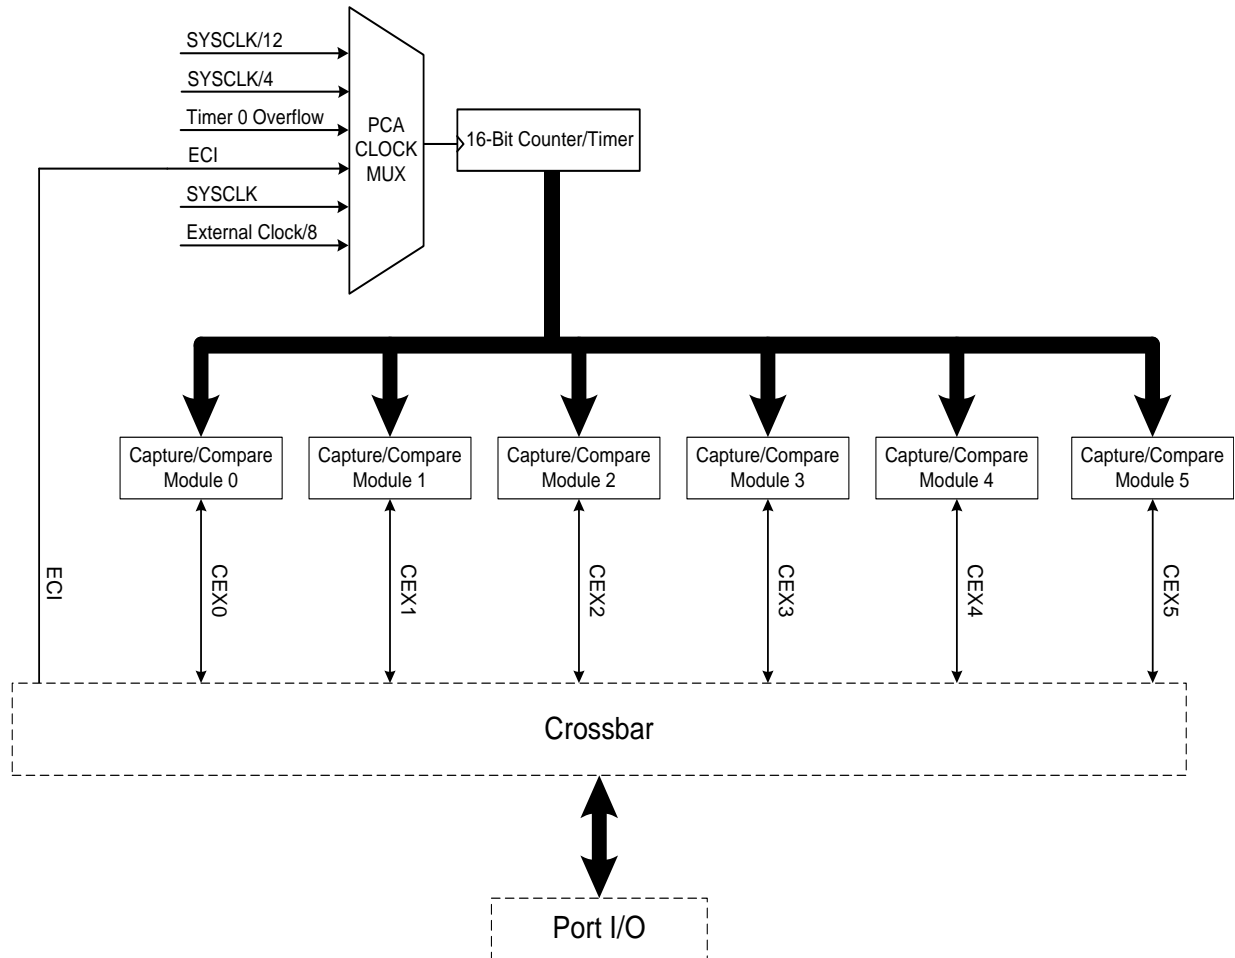 SYSCLK/12
SYSCLK/4
Timer 0 Overflow
ECI
SYSCLK
External Clock/8
PCA
CLOCK
MUX
16-Bit Counter/Timer
Capture/Compare
Module 0
Capture/Compare
Module 1
Capture/Compare
Module 2
Capture/Compare
Module 3
Capture/Compare
Module 4
Capture/Compare
Module 5
ECI
CEX0
CEX1
CEX2
CEX3
CEX4
CEX5
Crossbar
Port I/O